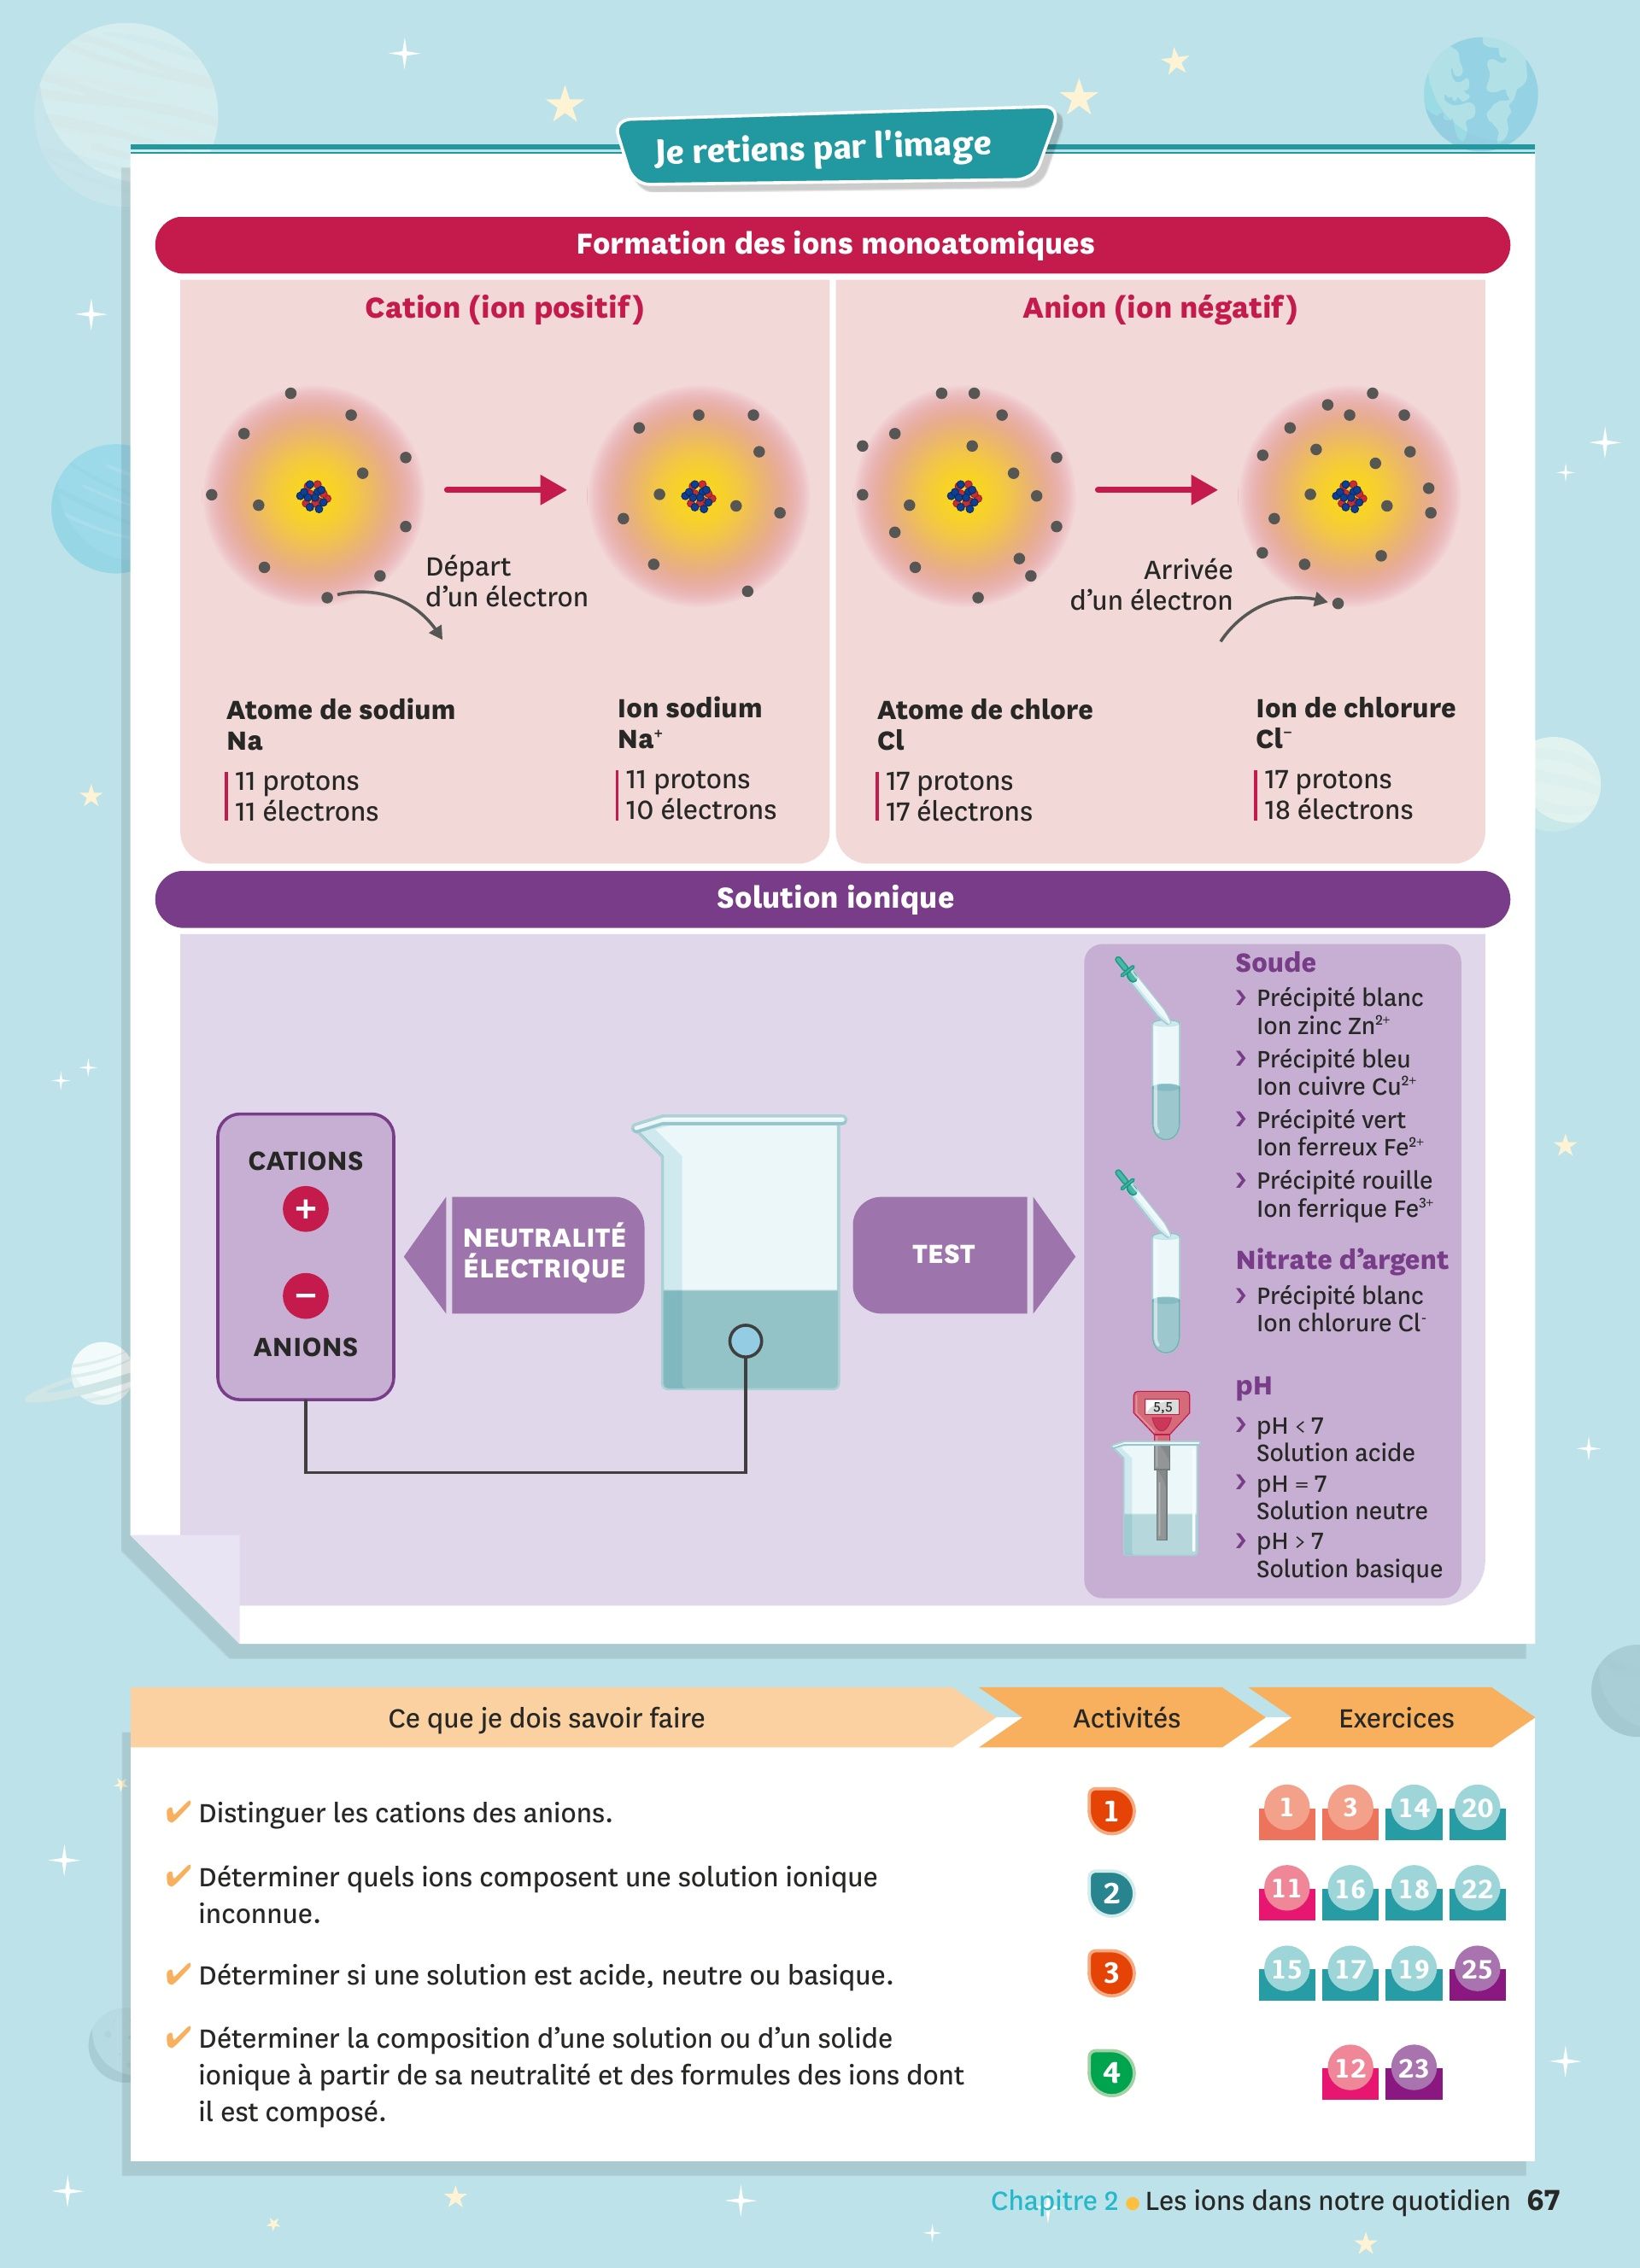 Je retiens par l'image
Formation des ions monoatomiques
Cation (ion positif)
Départ
d’un électron
Atome de sodium
Na
11 protons
11 électrons
Ion sodium
Na⁺
11 protons
10 électrons
Anion (ion négatif)
Arrivée
d’un électron
Atome de chlore
Cl
17 protons
17 électrons
Ion de chlorure
Cl⁻
17 protons
18 électrons
Solution ionique
CATIONS
+
−
ANIONS
NEUTRALITÉ
ÉLECTRIQUE
TEST
Soude
› Précipité blanc
Ion zinc Zn²⁺
› Précipité bleu
Ion cuivre Cu²⁺
› Précipité vert
Ion ferreux Fe²⁺
› Précipité rouille
Ion ferrique Fe³⁺
Nitrate d’argent
› Précipité blanc
Ion chlorure Cl⁻
5,5
pH
› pH < 7
Solution acide
› pH = 7
Solution neutre
› pH > 7
Solution basique
Ce que je dois savoir faire Activités Exercices
✔ Distinguer les cations des anions. 1 1 3 14 20
✔ Déterminer quels ions composent une solution ionique
inconnue. 2 11 16 18 22
✔ Déterminer si une solution est acide, neutre ou basique. 3 15 17 19 25
✔ Déterminer la composition d’une solution ou d’un solide
ionique à partir de sa neutralité et des formules des ions dont 4 12 23
il est composé.
Chapitre 2 • Les ions dans notre quotidien 67